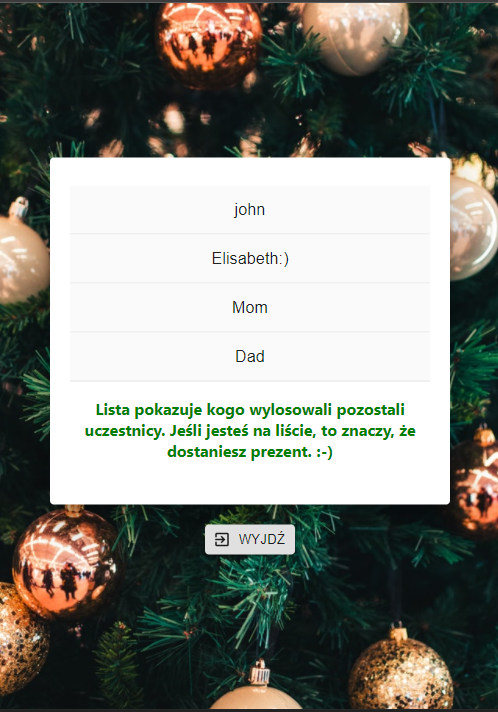 john
Elisabeth:)
Mom
Dad
Lista pokazuje kogo wylosowali pozostali
uczestnicy. Jeśli jesteś na liście, to znaczy, że
dostaniesz prezent. :-)
WYJDŹ